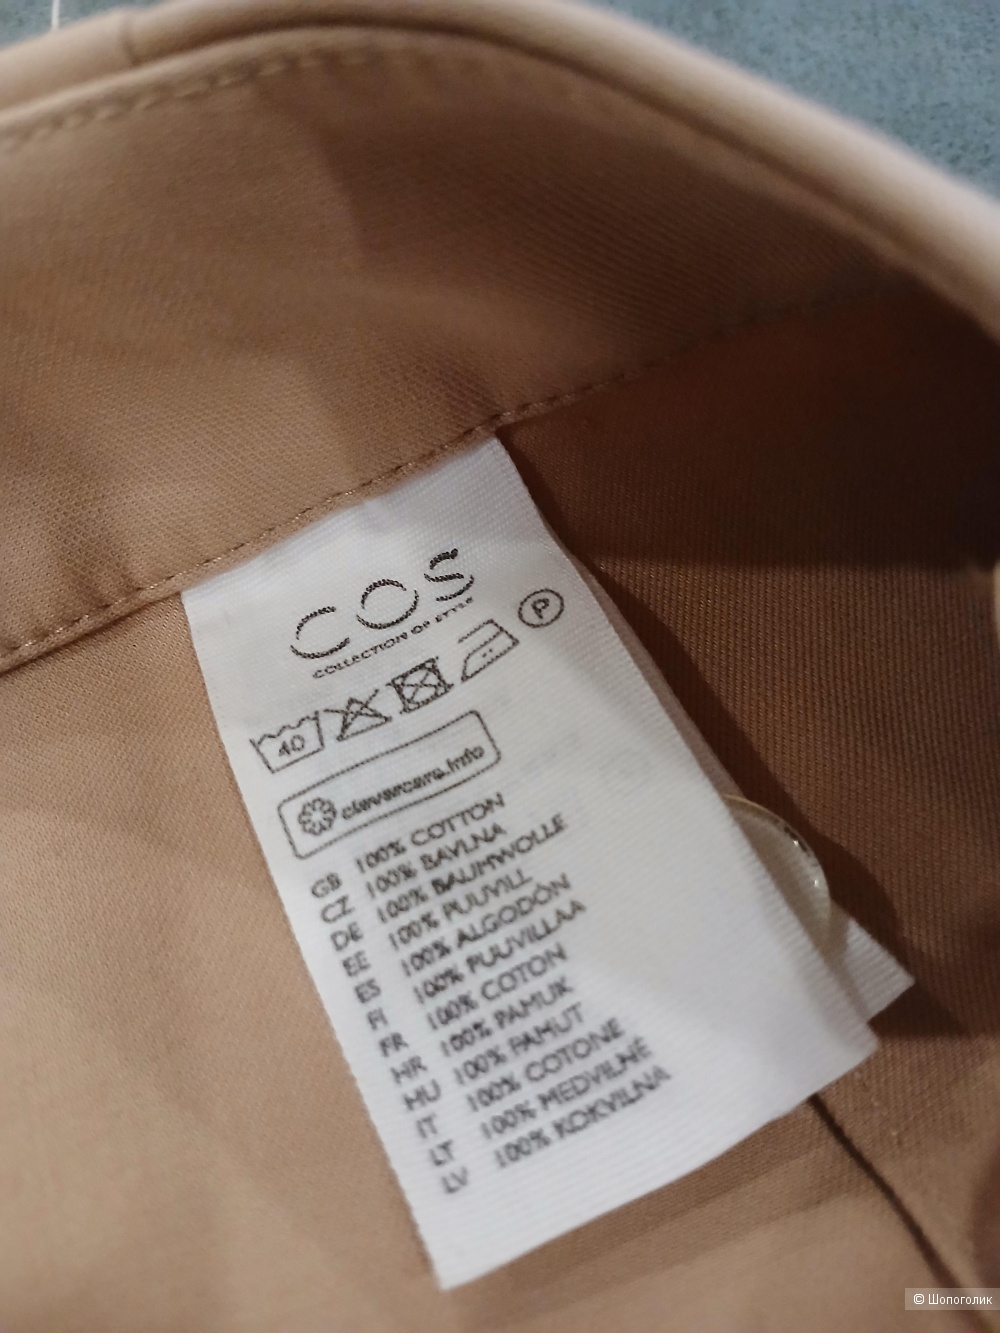 COS
COLLECTION OF STYLE
40
P
clevercare.info
GB 100% COTTON
CZ 100% BAVLNA
DE 100% BAUMWOLLE
EE 100% PUUVILL
ES 100% ALGODÓN
FI 100% PUUVILLAA
FR 100% COTON
HR 100% PAMUK
HU 100% PAMUT
IT 100% COTONE
LT 100% MEDVILNĖ
LV 100% KOKVILNA
© Шопоголик